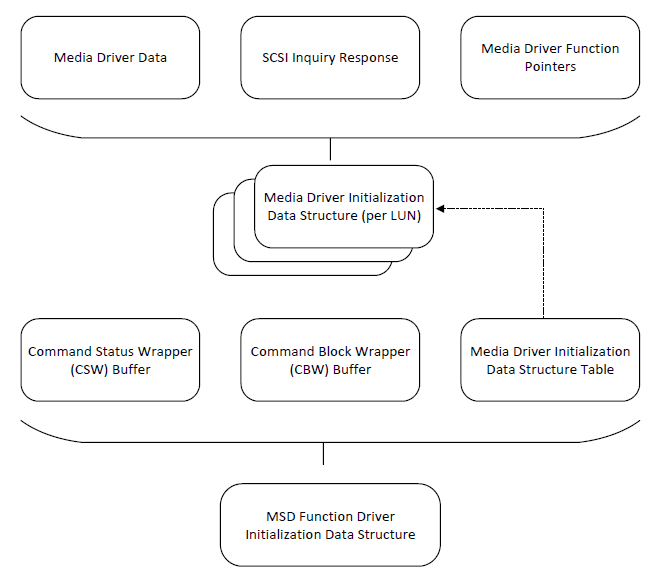 Media Driver Data
SCSI Inquiry Response
Media Driver Function
Pointers
Media Driver Initialization
Data Structure (per LUN)
Command Status Wrapper
(CSW) Buffer
Command Block Wrapper
(CBW) Buffer
Media Driver Initialization
Data Structure Table
MSD Function Driver
Initialization Data Structure